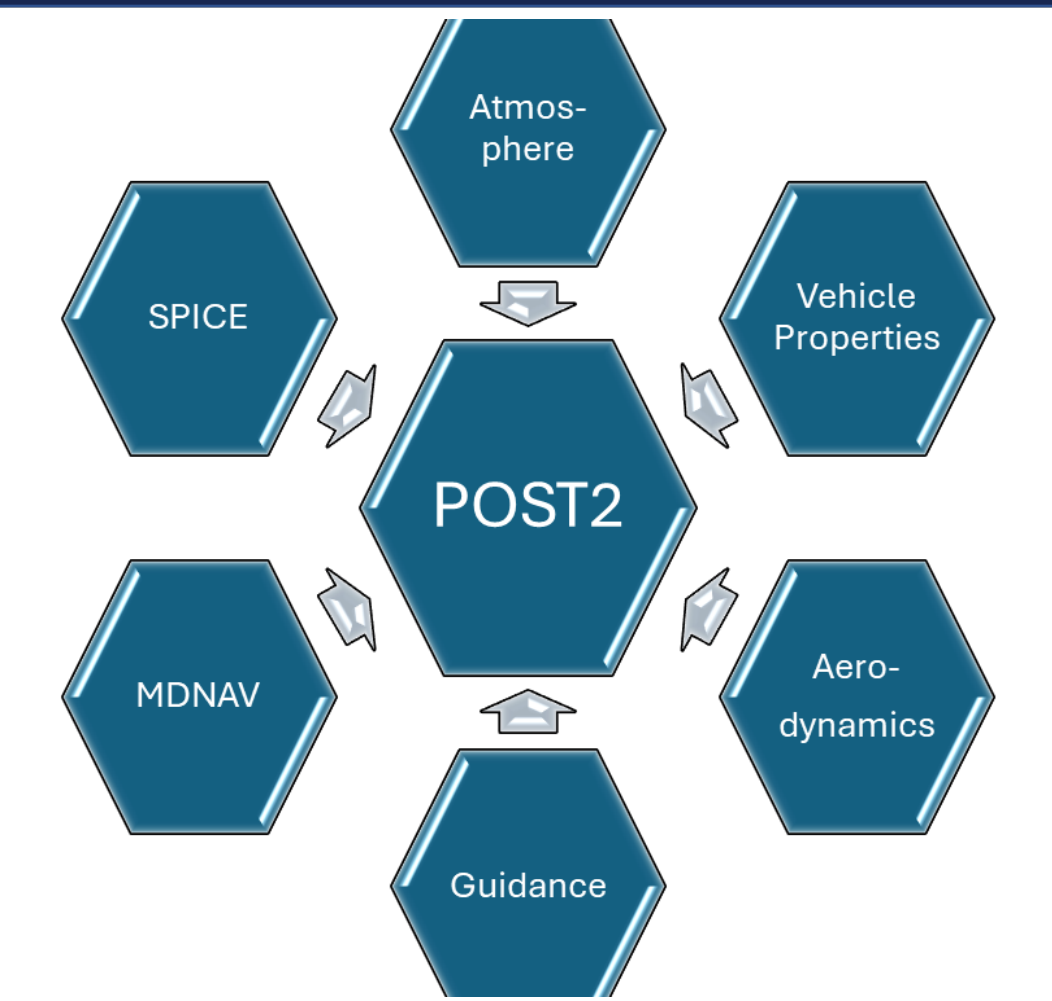 Atmos-
phere
SPICE
Vehicle
Properties
POST2
MDNAV
Aero-
dynamics
Guidance